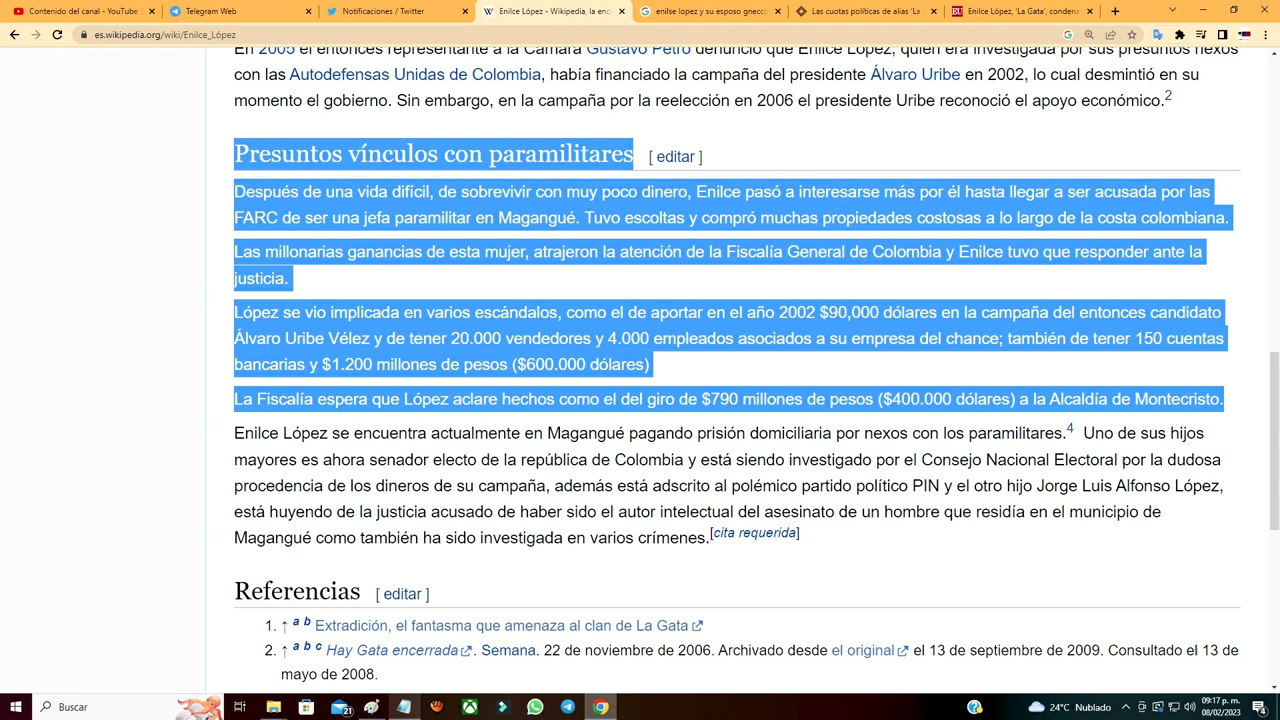 Contenido del canal - YouTube S
Telegram Web
Notificaciones / Twitter
Enilce López - Wikipedia, la enc
enilse lopez y su esposo gnecc
Las cuotas políticas de alias 'La
Enilce López, 'La Gata', condena
es.wikipedia.org/wiki/Enilce_López
En 2005 el entonces representante a la Cámara Gustavo Petro denunció que Enilce López, quien era investigada por sus presuntos nexos
con las Autodefensas Unidas de Colombia, había financiado la campaña del presidente Álvaro Uribe en 2002, lo cual desmintió en su
momento el gobierno. Sin embargo, en la campaña por la reelección en 2006 el presidente Uribe reconoció el apoyo económico.2
Presuntos vínculos con paramilitares [ editar ]
Después de una vida difícil, de sobrevivir con muy poco dinero, Enilce pasó a interesarse más por él hasta llegar a ser acusada por las
FARC de ser una jefa paramilitar en Magangué. Tuvo escoltas y compró muchas propiedades costosas a lo largo de la costa colombiana.
Las millonarias ganancias de esta mujer, atrajeron la atención de la Fiscalía General de Colombia y Enilce tuvo que responder ante la
justicia.
López se vio implicada en varios escándalos, como el de aportar en el año 2002 $90,000 dólares en la campaña del entonces candidato
Álvaro Uribe Vélez y de tener 20.000 vendedores y 4.000 empleados asociados a su empresa del chance; también de tener 150 cuentas
bancarias y $1.200 millones de pesos ($600.000 dólares)
La Fiscalía espera que López aclare hechos como el del giro de $790 millones de pesos ($400.000 dólares) a la Alcaldía de Montecristo.
Enilce López se encuentra actualmente en Magangué pagando prisión domiciliaria por nexos con los paramilitares.4 Uno de sus hijos
mayores es ahora senador electo de la república de Colombia y está siendo investigado por el Consejo Nacional Electoral por la dudosa
procedencia de los dineros de su campaña, además está adscrito al polémico partido político PIN y el otro hijo Jorge Luis Alfonso López,
está huyendo de la justicia acusado de haber sido el autor intelectual del asesinato de un hombre que residía en el municipio de
Magangué como también ha sido investigada en varios crímenes.[cita requerida]
Referencias [ editar ]
1. ↑ a b Extradición, el fantasma que amenaza al clan de La Gata
2. ↑ a b c Hay Gata encerrada. Semana. 22 de noviembre de 2006. Archivado desde el original el 13 de septiembre de 2009. Consultado el 13 de
mayo de 2008.
Buscar
21
24°C Nublado
09:17 p. m.
08/02/2023
4